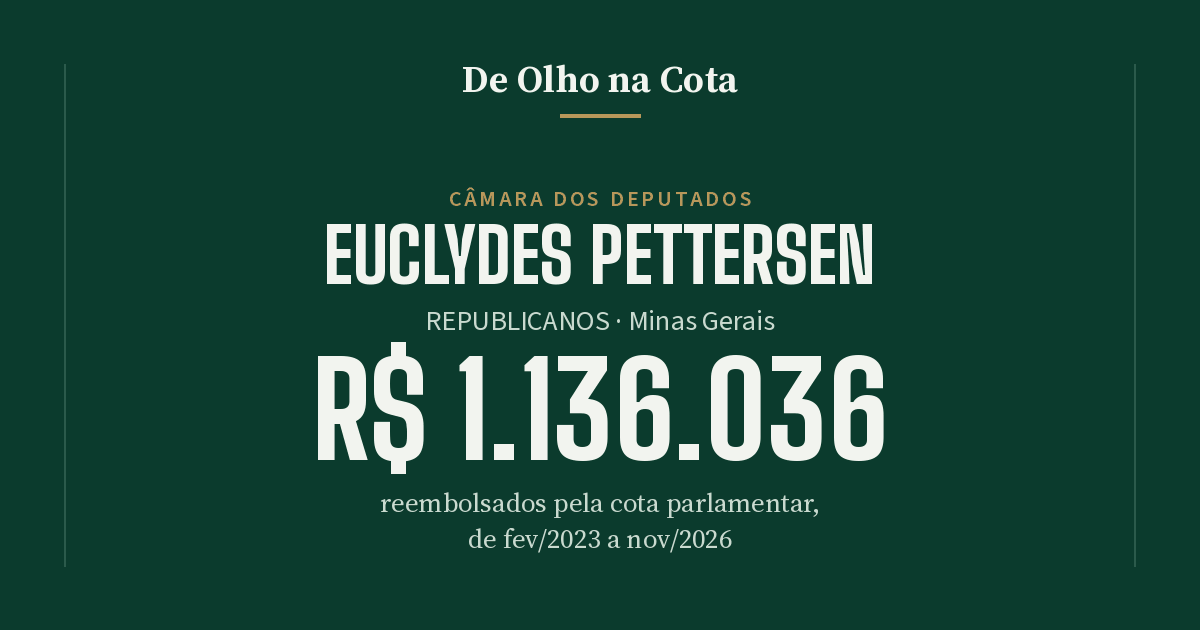 De Olho na Cota
CÂMARA DOS DEPUTADOS
EUCLYDES PETTERSEN
REPUBLICANOS · Minas Gerais
R$ 1.136.036
reembolsados pela cota parlamentar,
de fev/2023 a nov/2026